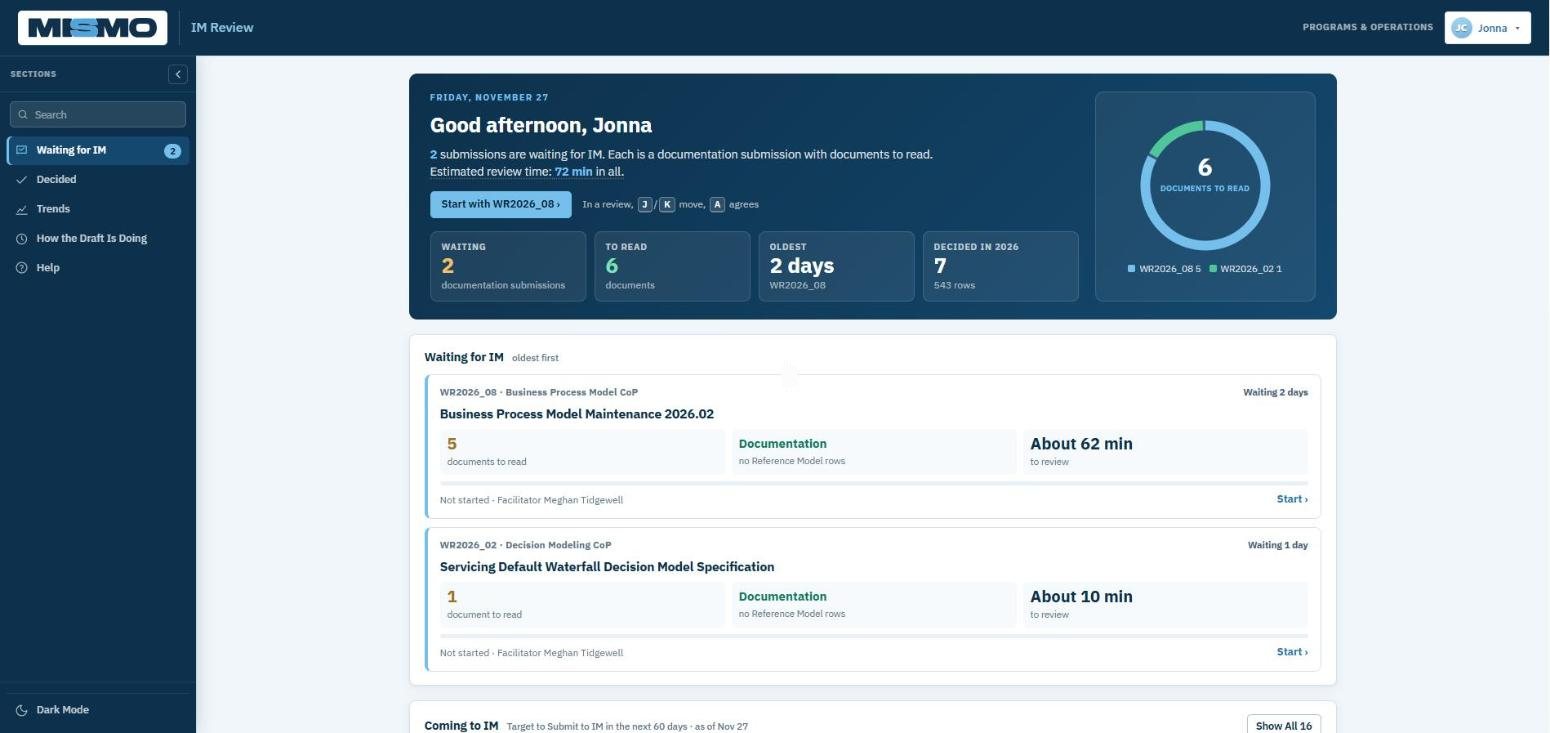 MISMO
IM Review
PROGRAMS & OPERATIONS
JC
Jonna
SECTIONS
Search
Waiting for IM
2
Decided
Trends
How the Draft Is Doing
Help
Dark Mode
FRIDAY, NOVEMBER 27
Good afternoon, Jonna
2 submissions are waiting for IM. Each is a documentation submission with documents to read.
Estimated review time: 72 min in all.
Start with WR2026_08 ›
In a review, J / K move, A agrees
WAITING
2
documentation submissions
TO READ
6
documents
OLDEST
2 days
WR2026_08
DECIDED IN 2026
7
543 rows
6
DOCUMENTS TO READ
WR2026_08 5
WR2026_02 1
Waiting for IM oldest first
WR2026_08 · Business Process Model CoP
Waiting 2 days
Business Process Model Maintenance 2026.02
5
documents to read
Documentation
no Reference Model rows
About 62 min
to review
Not started · Facilitator Meghan Tidgewell
Start ›
WR2026_02 · Decision Modeling CoP
Waiting 1 day
Servicing Default Waterfall Decision Model Specification
1
document to read
Documentation
no Reference Model rows
About 10 min
to review
Not started · Facilitator Meghan Tidgewell
Start ›
Coming to IM Target to Submit to IM in the next 60 days · as of Nov 27
Show All 16